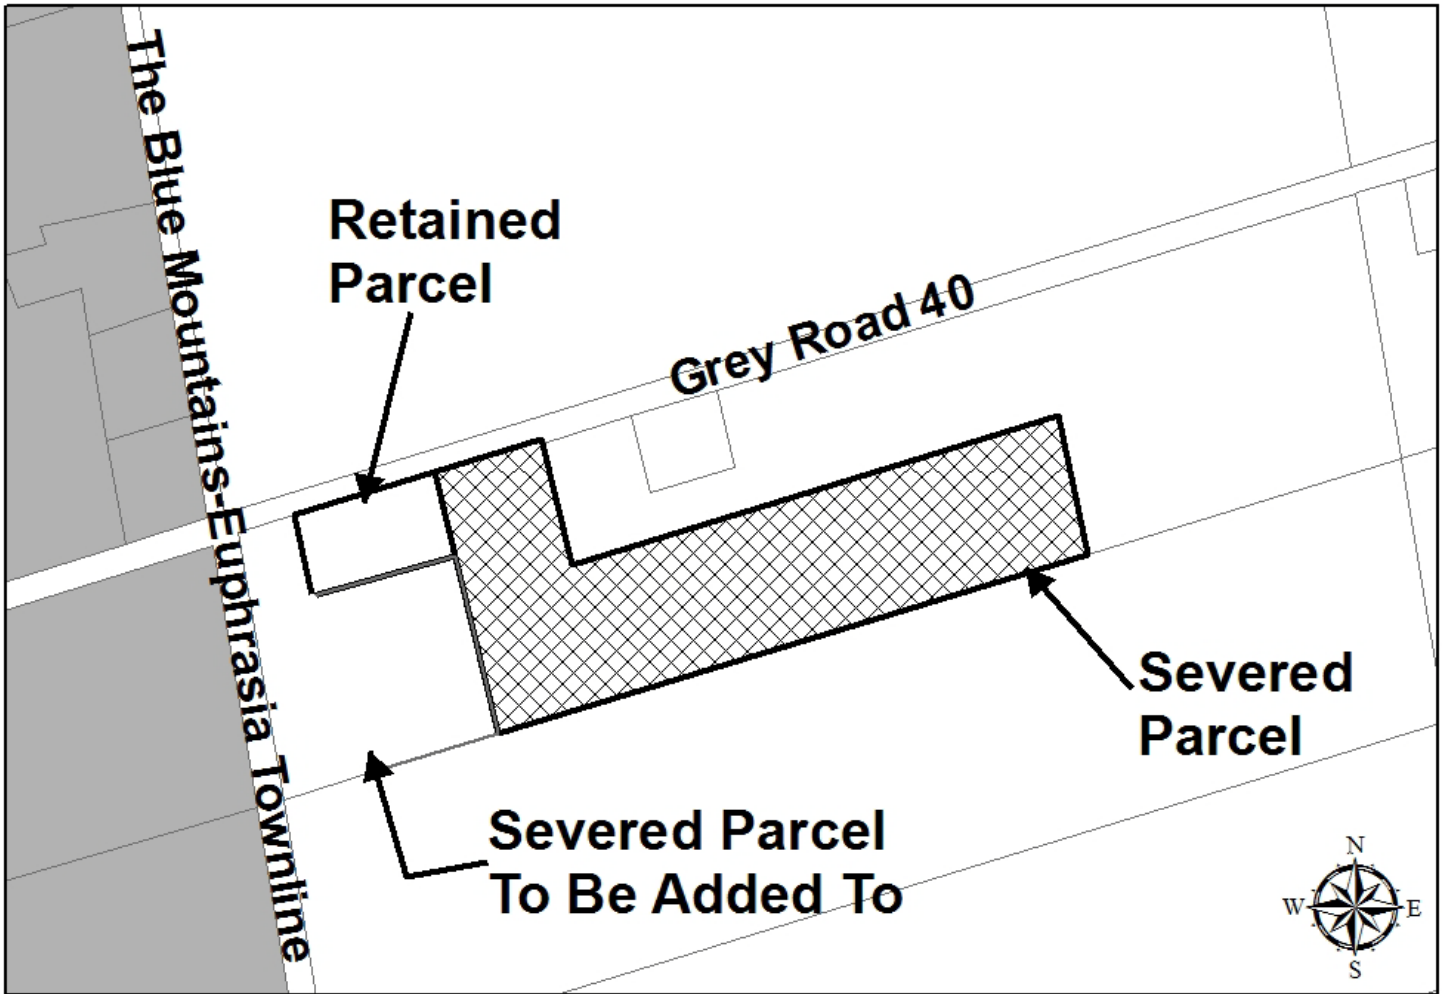 The Blue Mountains-Euphrasia Townline
Retained
Parcel
Grey Road 40
Severed
Parcel
Severed Parcel
To Be Added To
N
W E
S